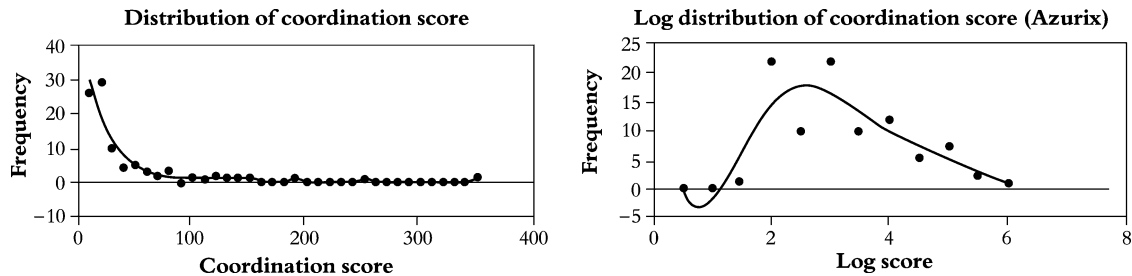 Distribution of coordination score
40
30
20
10
0
−10
Frequency
0 100 200 300 400
Coordination score
Log distribution of coordination score (Azurix)
25
20
15
10
5
0
−5
Frequency
0 2 4 6 8
Log score